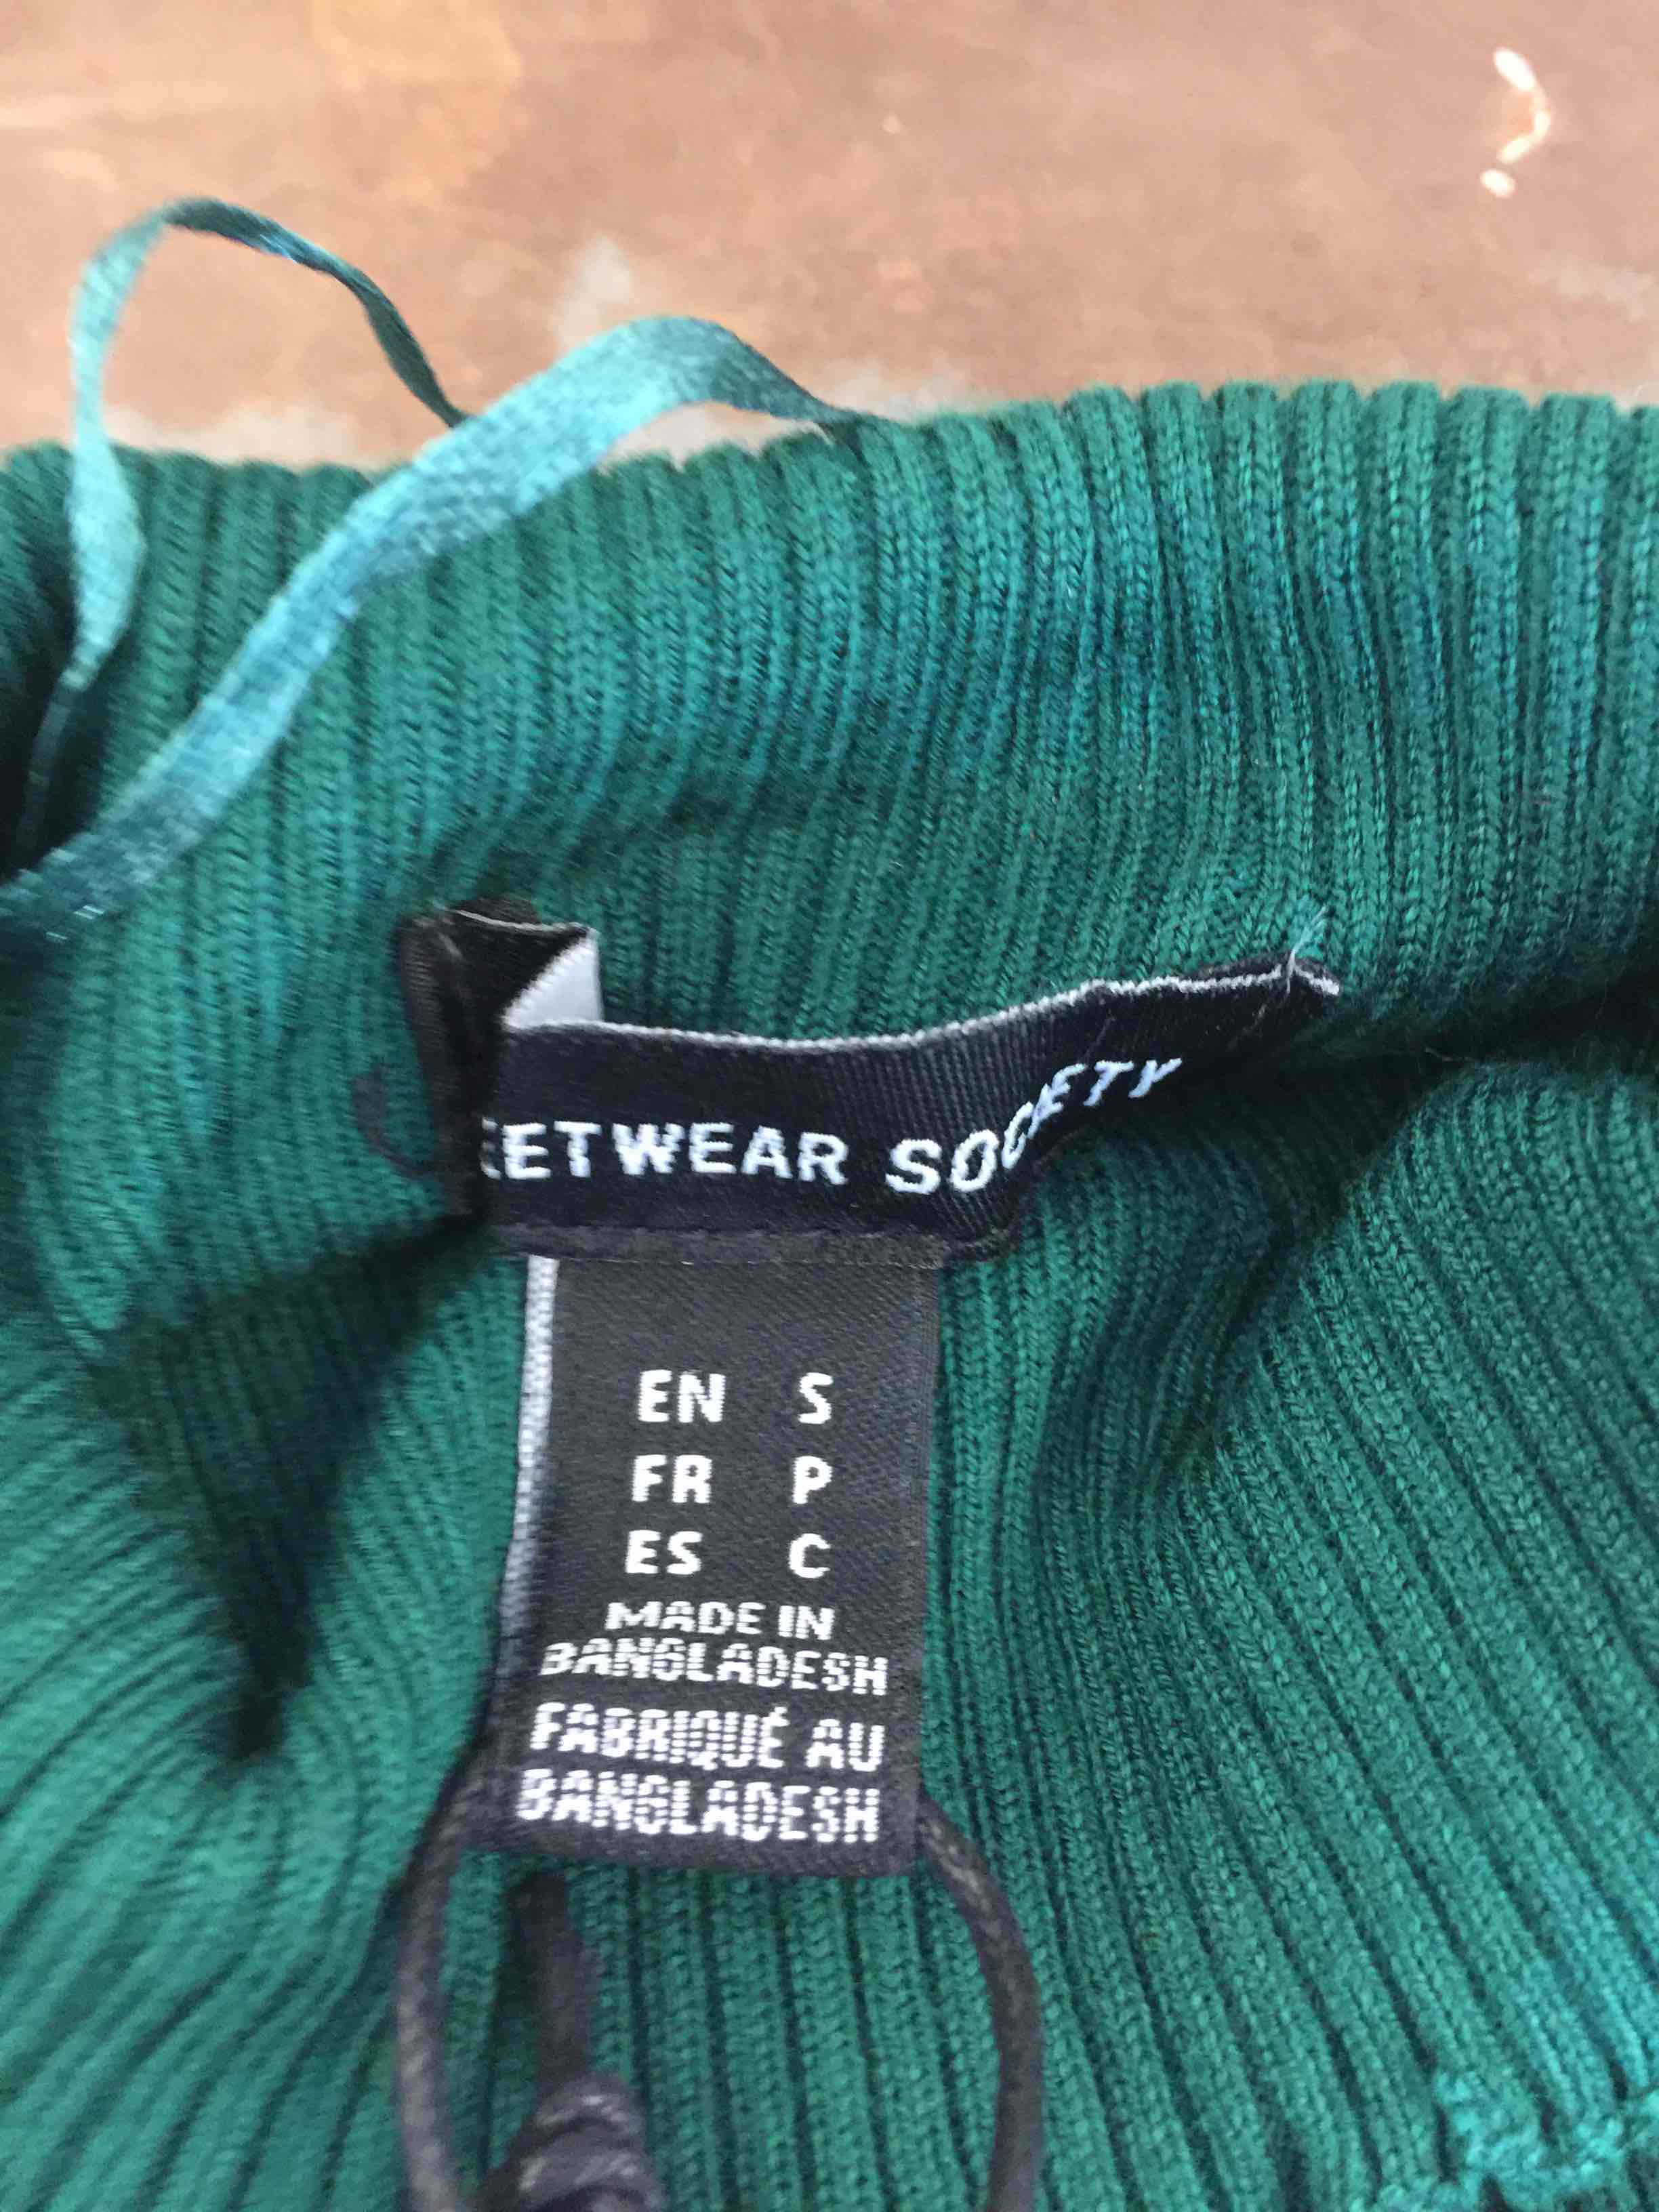 EETWEAR SOCIETY
EN S
FR P
ES C
MADE IN
BANGLADESH
FABRIQUÉ AU
BANGLADESH